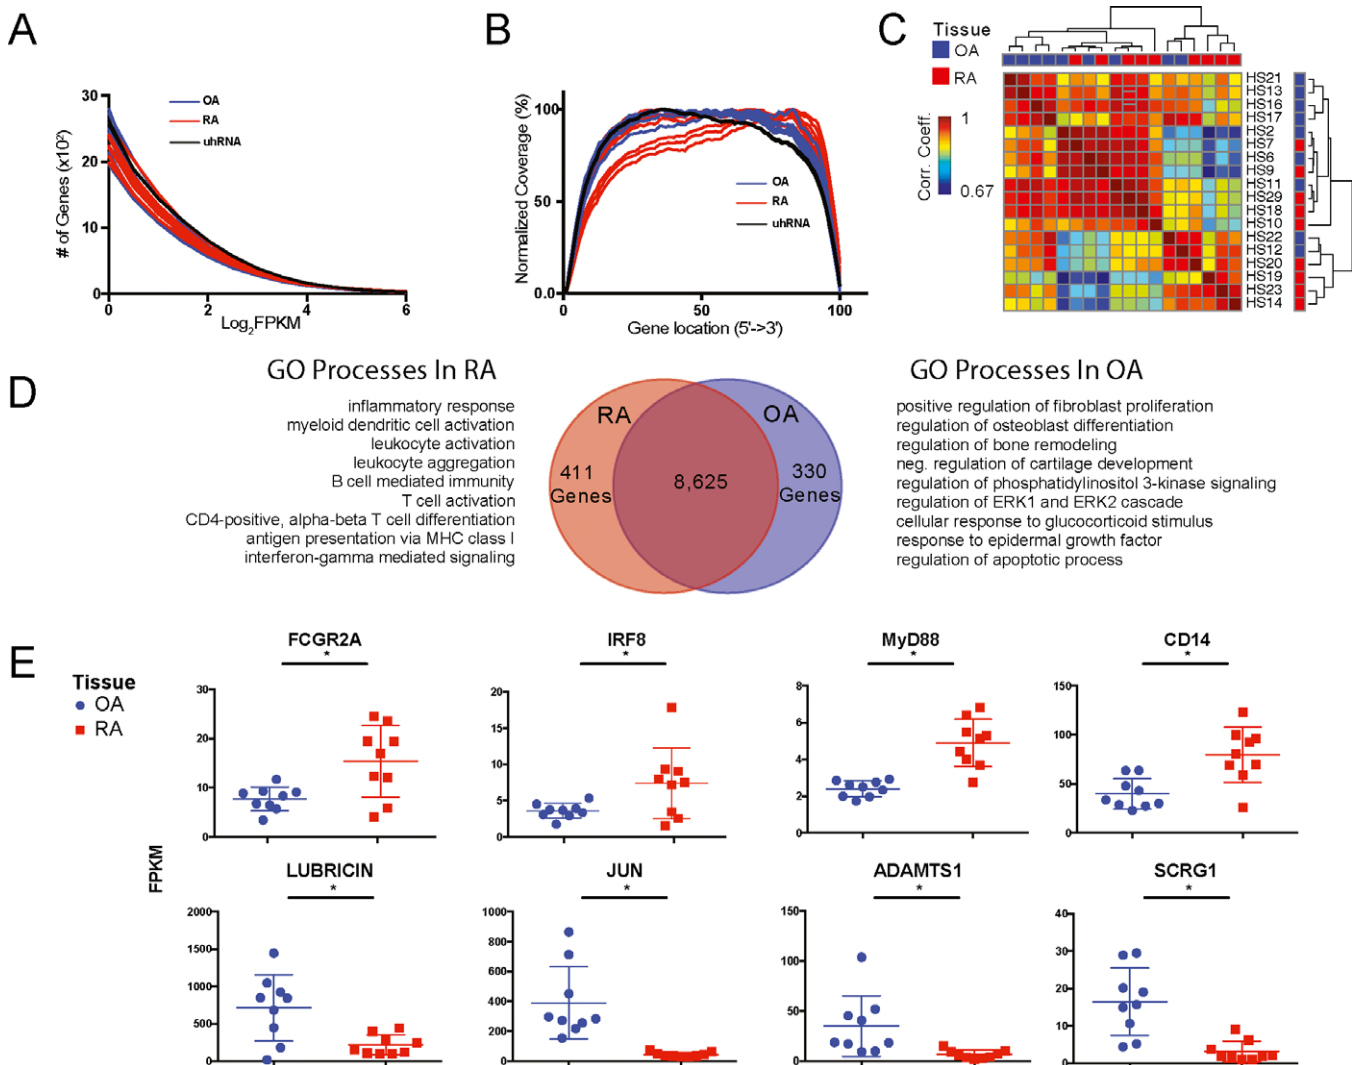 A
B
C
Tissue
OA
RA
Corr. Coeff.
1
0.67
HS21
HS13
HS16
HS17
HS2
HS7
HS6
HS9
HS11
HS29
HS18
HS10
HS22
HS12
HS20
HS19
HS23
HS14
30
20
10
0
# of Genes (x10²)
OA
RA
uhRNA
0
2
4
6
Log₂FPKM
100
50
0.0
Normalized Coverage (%)
OA
RA
uhRNA
0
50
100
Gene location (5'->3')
D
GO Processes In RA
inflammatory response
myeloid dendritic cell activation
leukocyte activation
leukocyte aggregation
B cell mediated immunity
T cell activation
CD4-positive, alpha-beta T cell differentiation
antigen presentation via MHC class I
interferon-gamma mediated signaling
RA
OA
411
Genes
8,625
330
Genes
GO Processes In OA
positive regulation of fibroblast proliferation
regulation of osteoblast differentiation
regulation of bone remodeling
neg. regulation of cartilage development
regulation of phosphatidylinositol 3-kinase signaling
regulation of ERK1 and ERK2 cascade
cellular response to glucocorticoid stimulus
response to epidermal growth factor
regulation of apoptotic process
E
Tissue
OA
RA
FPKM
FCGR2A
*
30
20
10
0
IRF8
*
20
15
10
5
0
MyD88
*
8
6
4
2
0
CD14
*
150
100
50
0
LUBRICIN
*
2000
1500
1000
500
0
JUN
*
1000
800
600
400
200
0
ADAMTS1
*
150
100
50
0
SCRG1
*
40
30
20
10
0